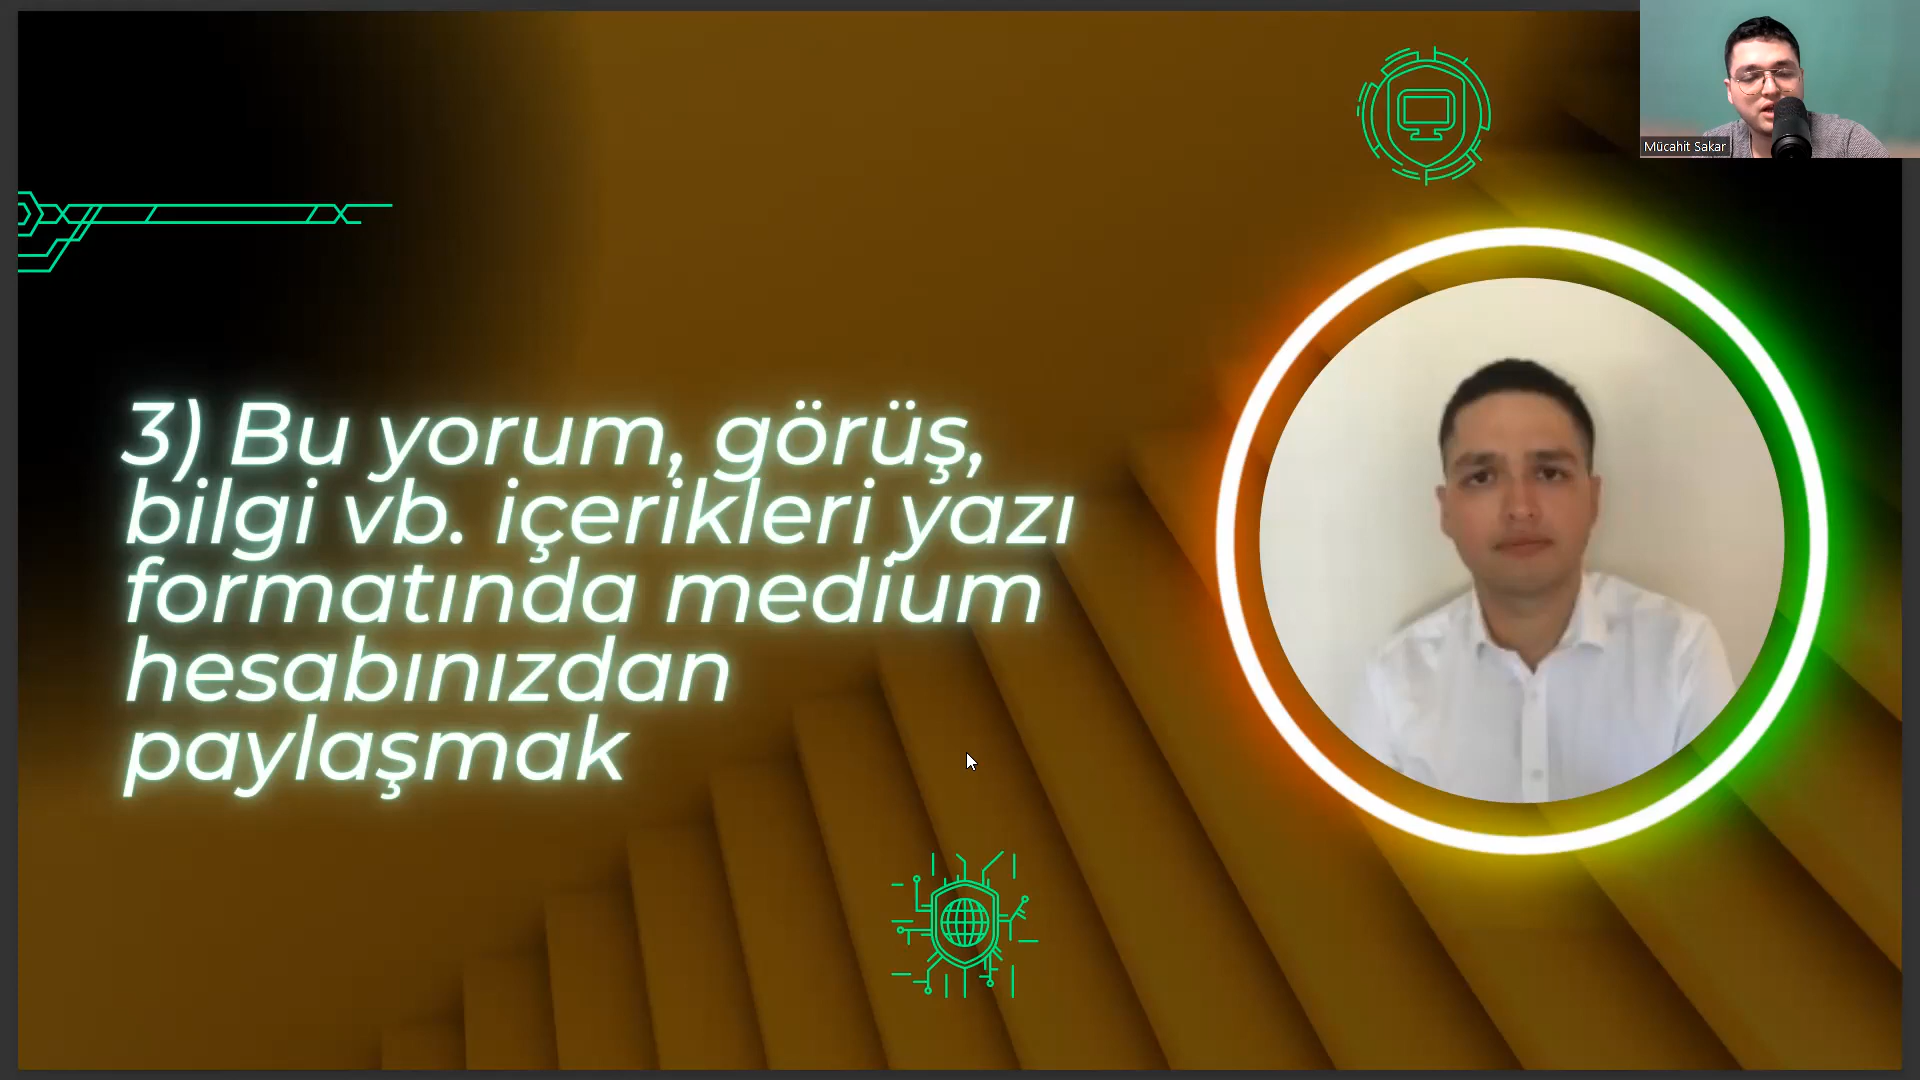 Mücahit Sakar
3) Bu yorum, görüş,
bilgi vb. içerikleri yazı
formatında medium
hesabınızdan
paylaşmak